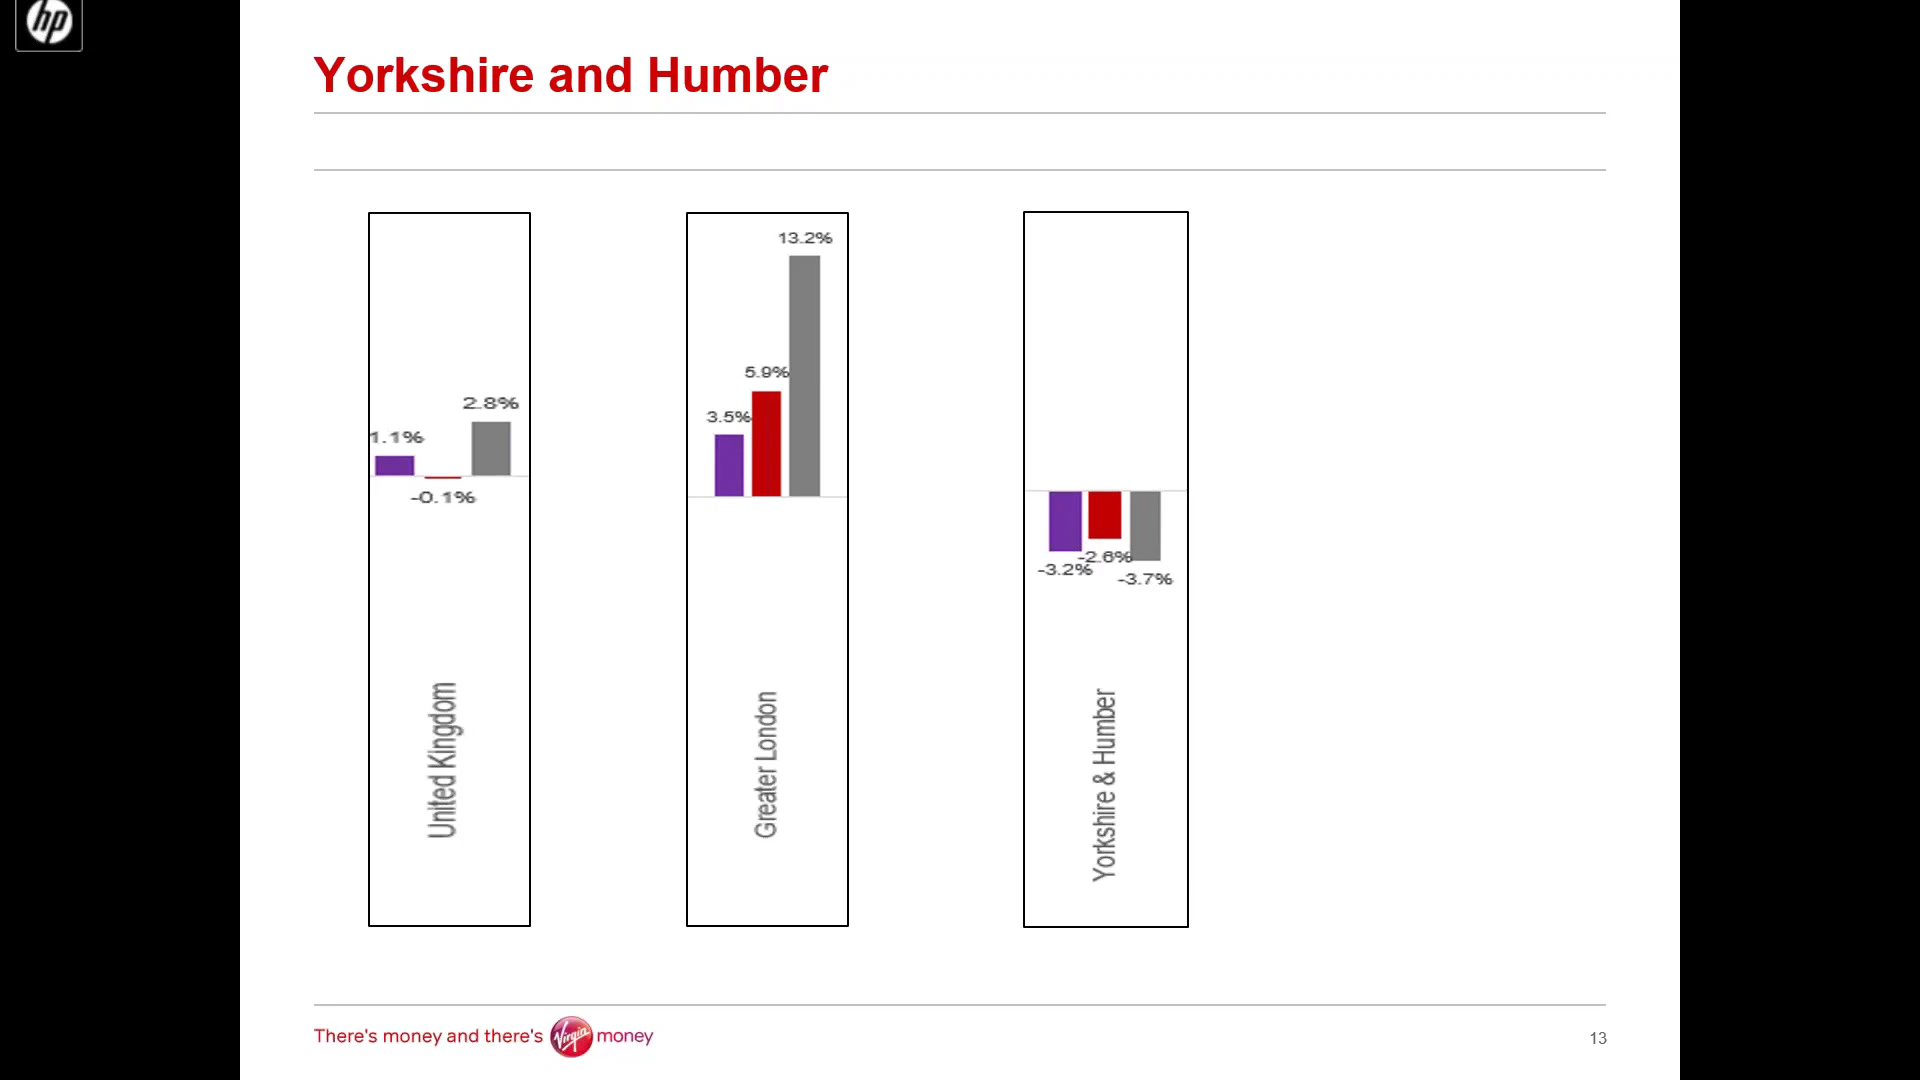 hp
Yorkshire and Humber
1.1%
-0.1%
2.8%
United Kingdom
3.5%
5.9%
13.2%
Greater London
-3.2%
-2.6%
-3.7%
Yorkshire & Humber
There's money and there's Virgin money
13